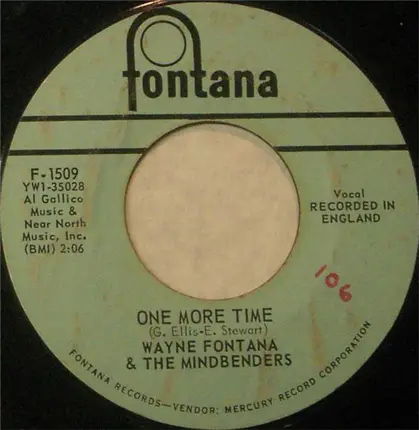 fontana
F-1509
YW1-35028
Al Gallico
Music &
Near North
Music, Inc.
(BMI) 2:06
Vocal
RECORDED IN
ENGLAND
106
ONE MORE TIME
(G. Ellis-E. Stewart)
WAYNE FONTANA
& THE MINDBENDERS
FONTANA RECORDS—VENDOR: MERCURY RECORD CORPORATION